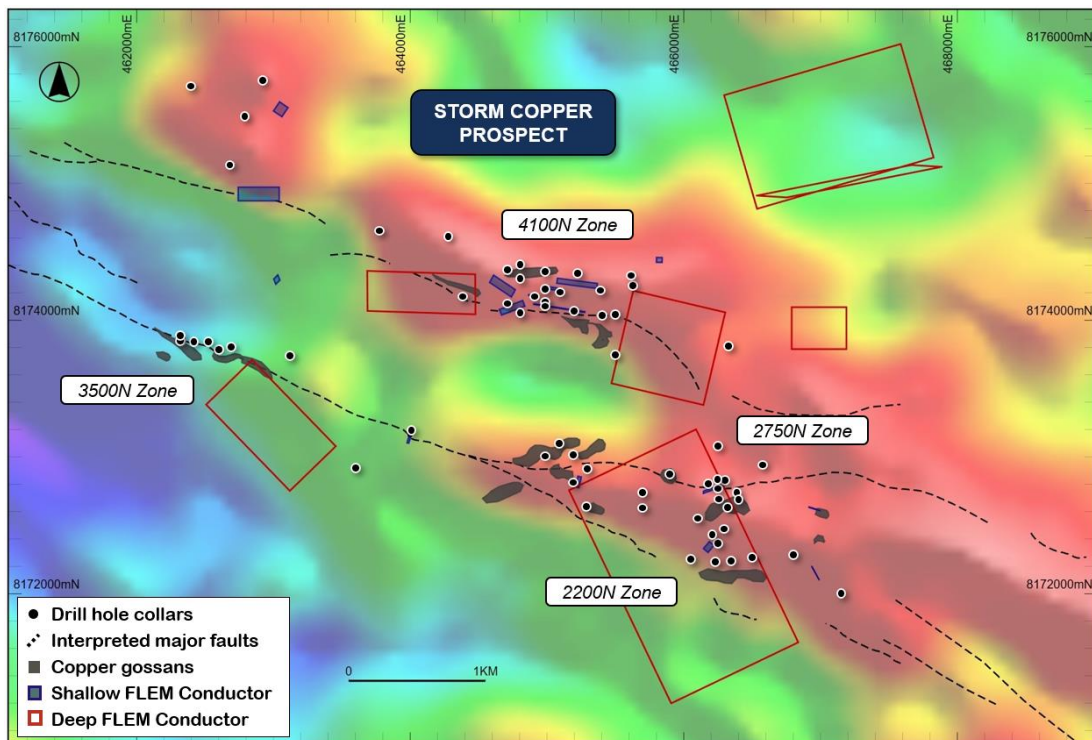 462000mE
464000mE
466000mE
468000mE
8176000mN
8176000mN
STORM COPPER
PROSPECT
4100N Zone
8174000mN
8174000mN
3500N Zone
2750N Zone
2200N Zone
8172000mN
8172000mN
Drill hole collars
Interpreted major faults
Copper gossans
Shallow FLEM Conductor
Deep FLEM Conductor
0 1KM